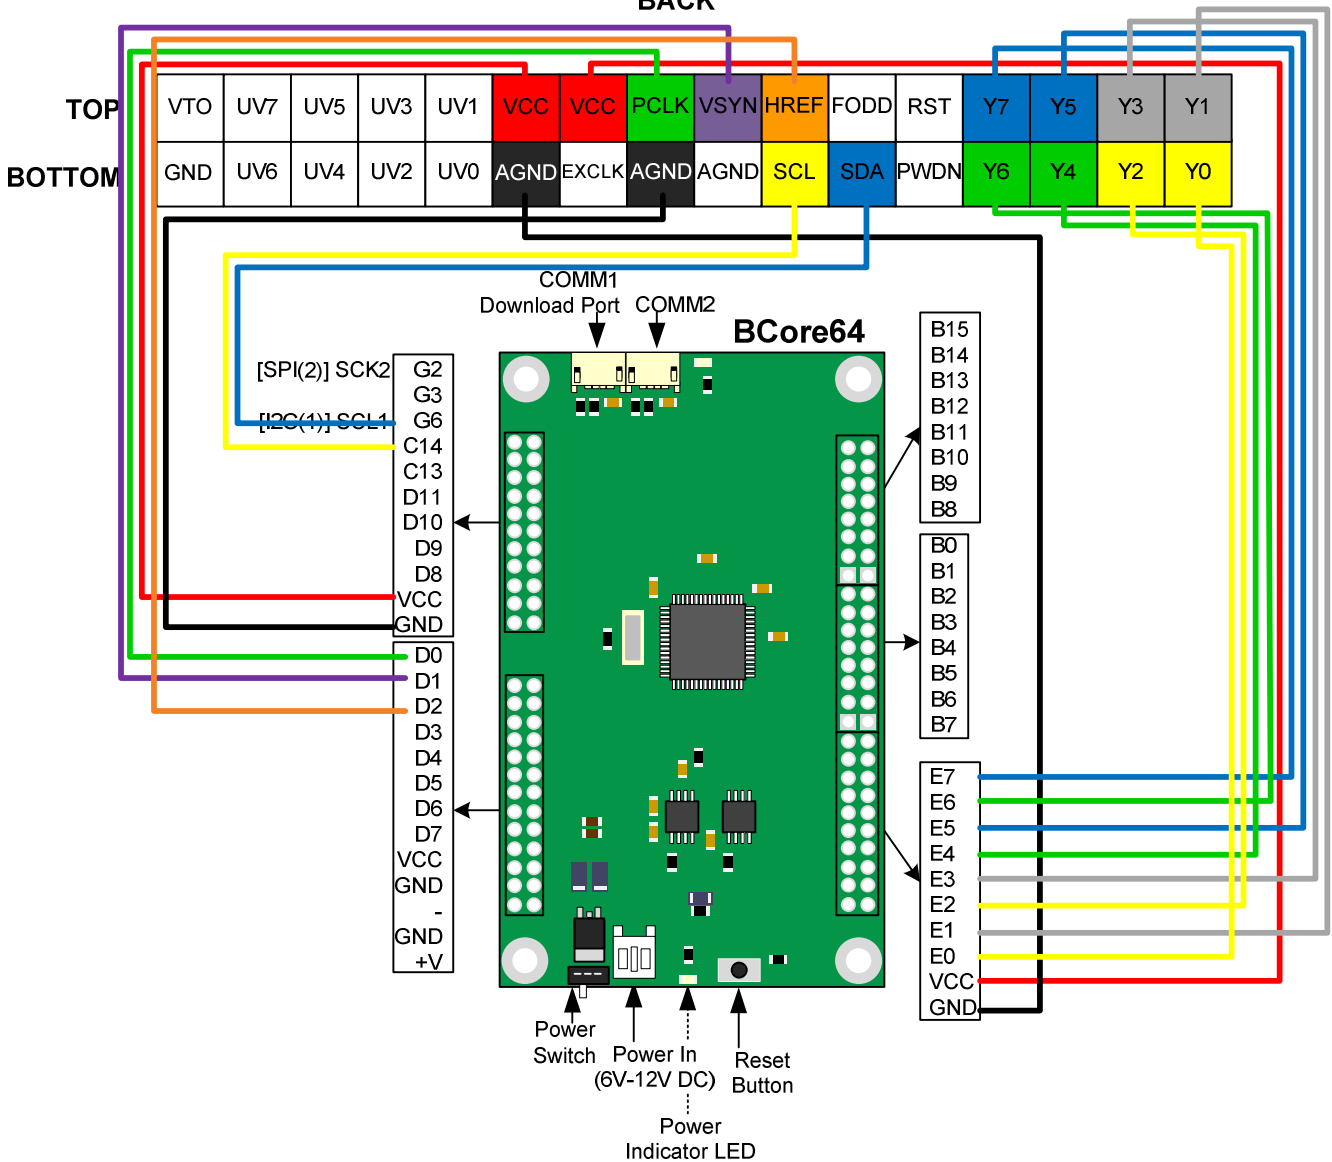 BACK
TOP VTO UV7 UV5 UV3 UV1 VCC VCC PCLK VSYN HREF FODD RST Y7 Y5 Y3 Y1
BOTTOM GND UV6 UV4 UV2 UV0 AGND EXCLK AGND AGND SCL SDA PWDN Y6 Y4 Y2 Y0
COMM1
Download Port
COMM2
BCore64
[SPI(2)] SCK2
[I2C(1)] SCL1
G2
G3
G6
C14
C13
D11
D10
D9
D8
VCC
GND
D0
D1
D2
D3
D4
D5
D6
D7
VCC
GND
-
GND
+V
B15
B14
B13
B12
B11
B10
B9
B8
B0
B1
B2
B3
B4
B5
B6
B7
E7
E6
E5
E4
E3
E2
E1
E0
VCC
GND
Power
Switch
Power In
(6V-12V DC)
Reset
Button
Power
Indicator LED